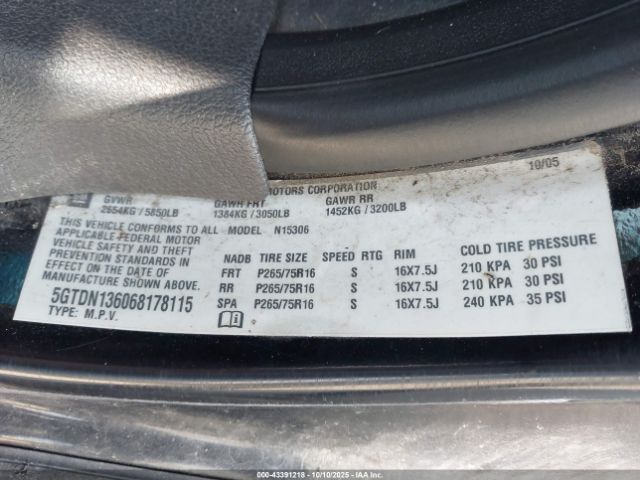 MOTORS CORPORATION 10/05
GVWR GAWR FRT GAWR RR
2654KG / 5850LB 1384KG / 3050LB 1452KG / 3200LB
THIS VEHICLE CONFORMS TO ALL MODEL N15306
APPLICABLE FEDERAL MOTOR
VEHICLE SAFETY AND THEFT
PREVENTION STANDARDS IN
EFFECT ON THE DATE OF
MANUFACTURE SHOWN ABOVE.
5GTDN136068178115
TYPE: M.P.V.
NADB TIRE SIZE SPEED RTG RIM COLD TIRE PRESSURE
FRT P265/75R16 S 16X7.5J 210 KPA 30 PSI
RR P265/75R16 S 16X7.5J 210 KPA 30 PSI
SPA P265/75R16 S 16X7.5J 240 KPA 35 PSI
000-43391218 - 10/10/2025 - IAAI.COM